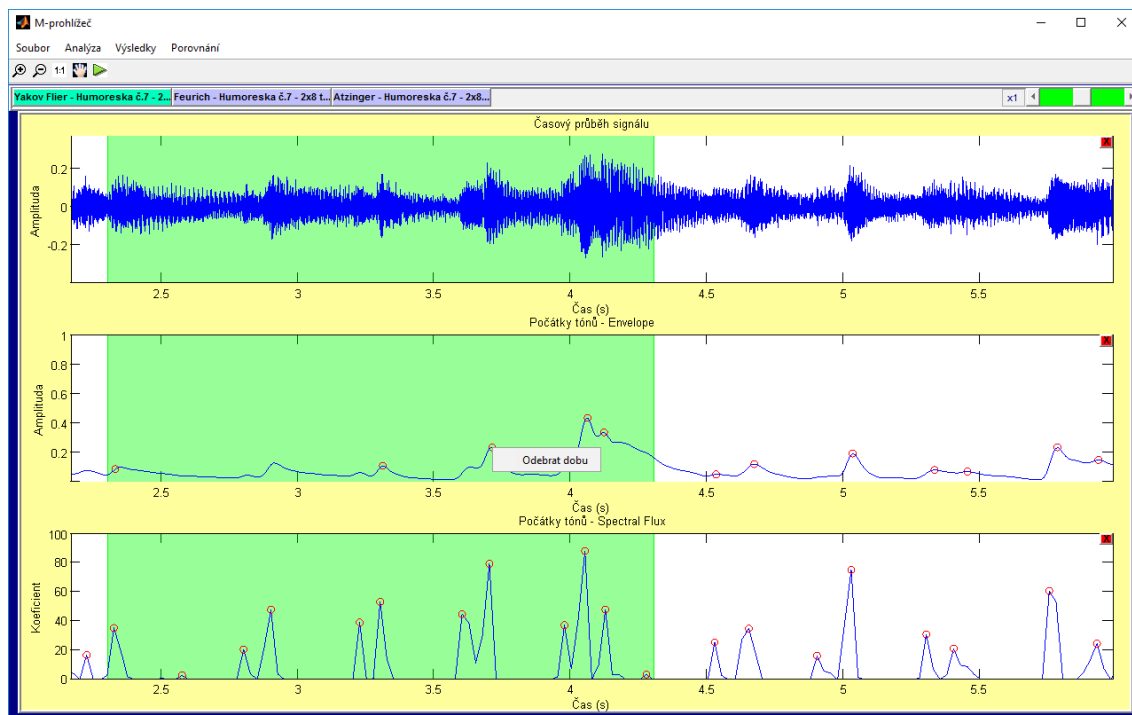 M-prohlížeč
Soubor Analýza Výsledky Porovnání
1:1
Yakov Flier - Humoreska č.7 - 2... Feurich - Humoreska č.7 - 2x8 t... Atzinger - Humoreska č.7 - 2x8... x1
Časový průběh signálu
X
Amplituda
0.2
0
-0.2
2.5 3 3.5 4 4.5 5 5.5
Čas (s)
Počátky tónů - Envelope
X
Amplituda
1
0.8
0.6
0.4
0.2
Odebrat dobu
2.5 3 3.5 4 4.5 5 5.5
Čas (s)
Počátky tónů - Spectral Flux
X
Koeficient
100
80
60
40
20
0
2.5 3 3.5 4 4.5 5 5.5
Čas (s)